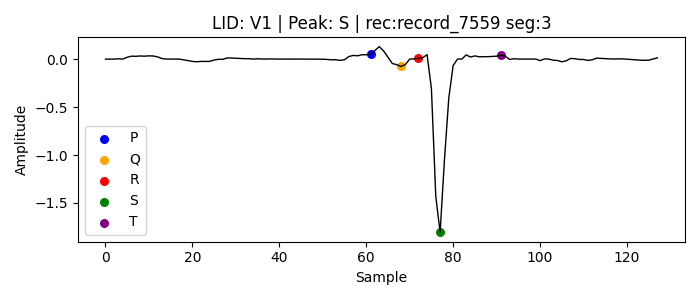 LID: V1 | Peak: S | rec:record_7559 seg:3
Amplitude
0.0
−0.5
−1.0
−1.5
P
Q
R
S
T
0
20
40
60
80
100
120
Sample